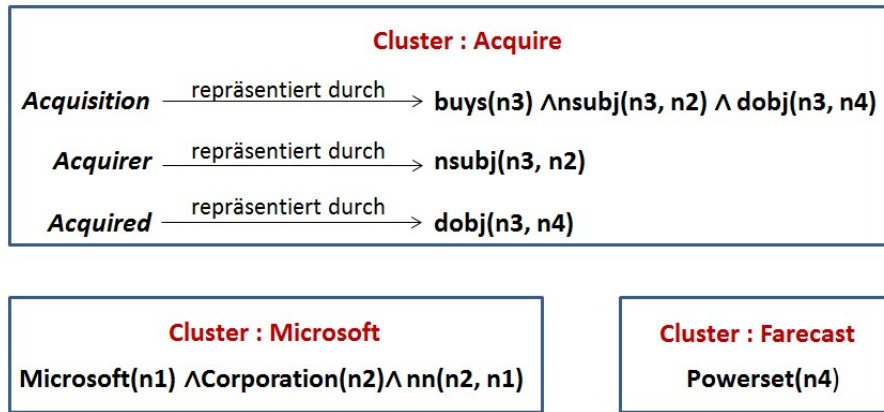 Cluster : Acquire
Acquisition repräsentiert durch buys(n3) ∧nsubj(n3, n2) ∧ dobj(n3, n4)
Acquirer repräsentiert durch nsubj(n3, n2)
Acquired repräsentiert durch dobj(n3, n4)
Cluster : Microsoft
Microsoft(n1) ∧Corporation(n2)∧ nn(n2, n1)
Cluster : Farecast
Powerset(n4)